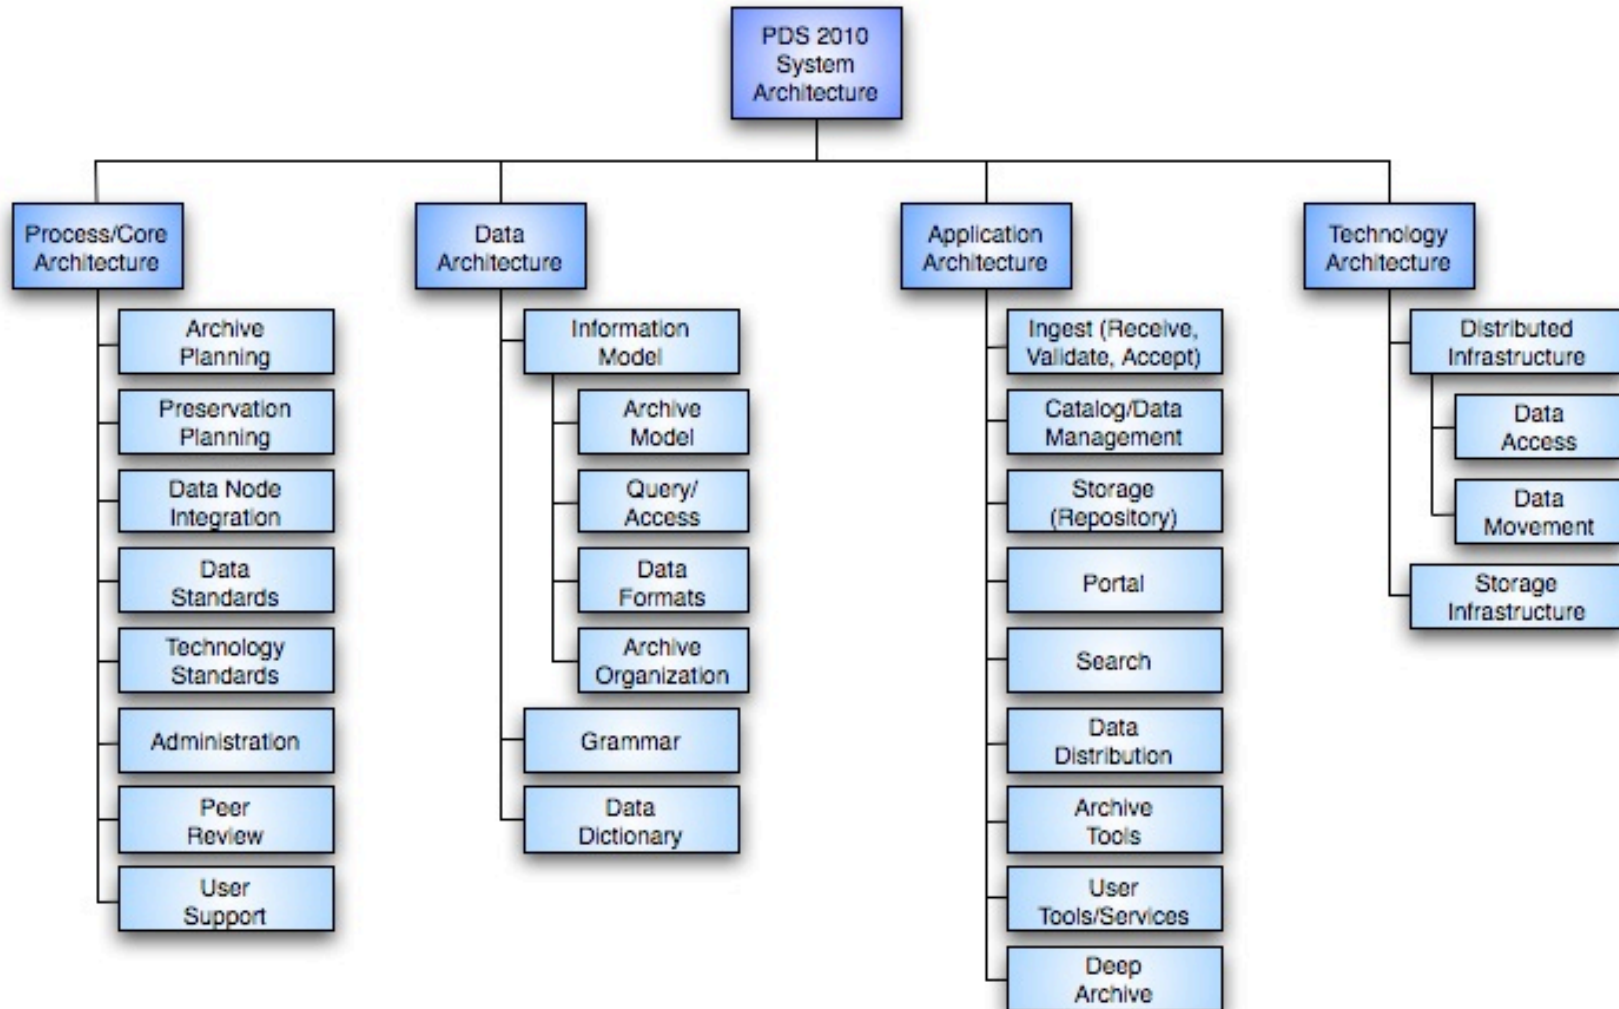 PDS 2010
System
Architecture
Process/Core
Architecture
Archive
Planning
Preservation
Planning
Data Node
Integration
Data
Standards
Technology
Standards
Administration
Peer
Review
User
Support
Data
Architecture
Information
Model
Archive
Model
Query/
Access
Data
Formats
Archive
Organization
Grammar
Data
Dictionary
Application
Architecture
Ingest (Receive,
Validate, Accept)
Catalog/Data
Management
Storage
(Repository)
Portal
Search
Data
Distribution
Archive
Tools
User
Tools/Services
Deep
Archive
Technology
Architecture
Distributed
Infrastructure
Data
Access
Data
Movement
Storage
Infrastructure